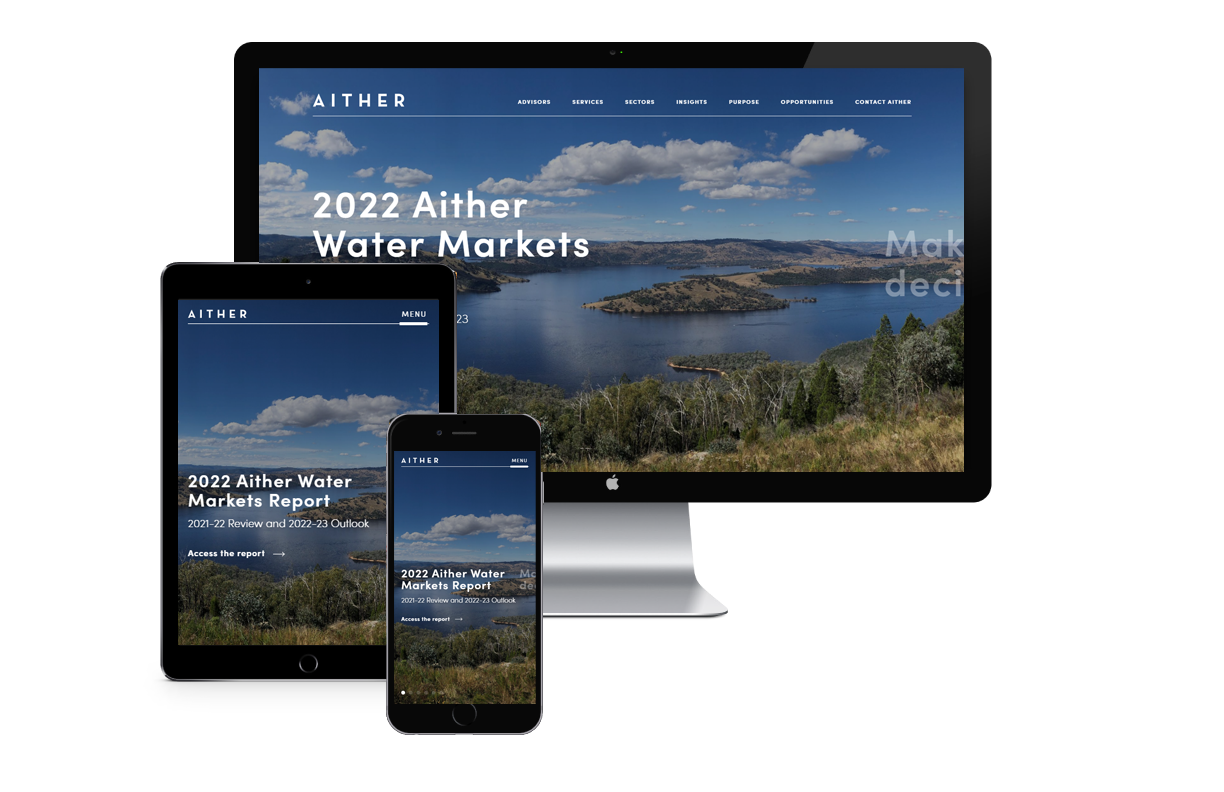 AITHER
ADVISORS SERVICES SECTORS INSIGHTS PURPOSE OPPORTUNITIES CONTACT AITHER
2022 Aither
Water Markets
Mak
deci
23
AITHER
MENU
2022 Aither Water
Markets Report
2021-22 Review and 2022-23 Outlook
Access the report →
AITHER
MENU
2022 Aither Water
Markets Report
2021-22 Review and 2022-23 Outlook
Access the report →
Mo
de